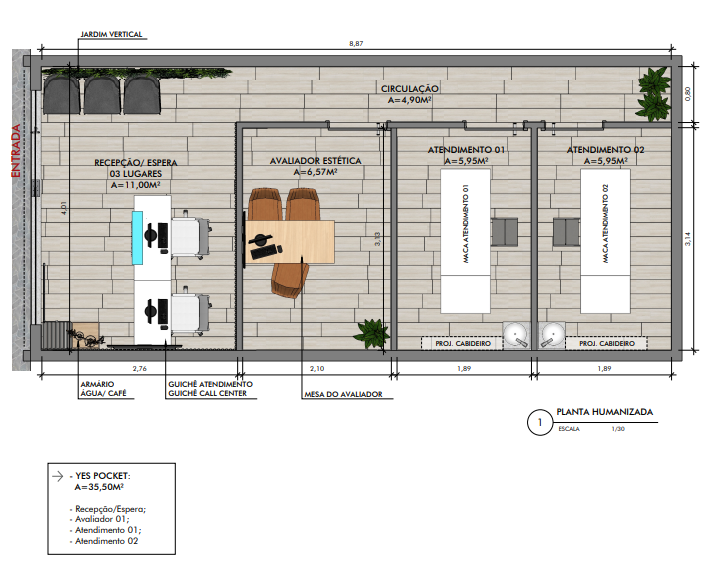 JARDIM VERTICAL
8,87
CIRCULAÇÃO
A=4,90M²
0,80
ENTRADA
RECEPÇÃO/ ESPERA
03 LUGARES
A=11,00M²
AVALIADOR ESTÉTICA
A=6,57M²
ATENDIMENTO 01
A=5,95M²
ATENDIMENTO 02
A=5,95M²
4,01
3,13
MACA ATENDIMENTO 01
MACA ATENDIMENTO 02
3,14
PROJ. CABIDEIRO
PROJ. CABIDEIRO
2,76
2,10
1,89
1,89
ARMÁRIO
ÁGUA/ CAFÉ
GUICHÊ ATENDIMENTO
GUICHÊ CALL CENTER
MESA DO AVALIADOR
1
PLANTA HUMANIZADA
ESCALA 1/30
- YES POCKET:
A=35,50M²
- Recepção/Espera;
- Avaliador 01;
- Atendimento 01;
- Atendimento 02